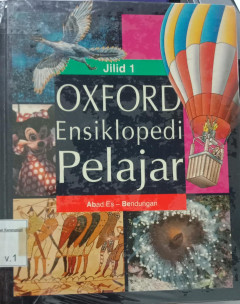 Jilid 1
OXFORD
Ensiklopedi
Pelajar
Abad Es – Bendungan
v.1